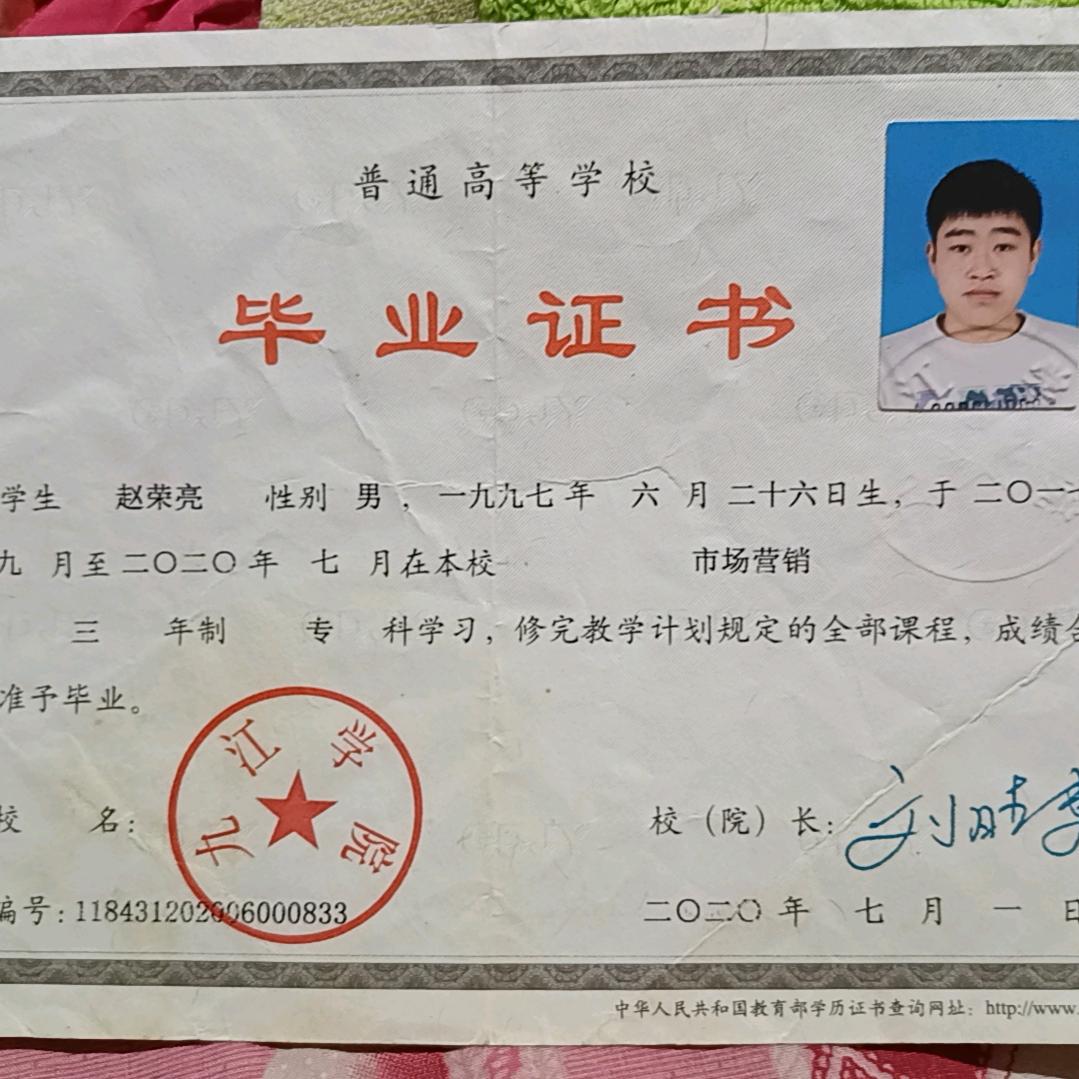 普通高等学校
毕业证书
学生 赵荣亮 性别 男，一九九七年 六 月二十六日生，于二〇一
九 月至二〇二〇年 七 月在本校 市场营销
三 年制 专 科学习，修完教学计划规定的全部课程，成绩合
准予毕业。
九江学院
校 名： 校（院）长：
编号：118431202006000833 二〇二〇年 七 月 一 日
中华人民共和国教育部学历证书查询网址：http://www.